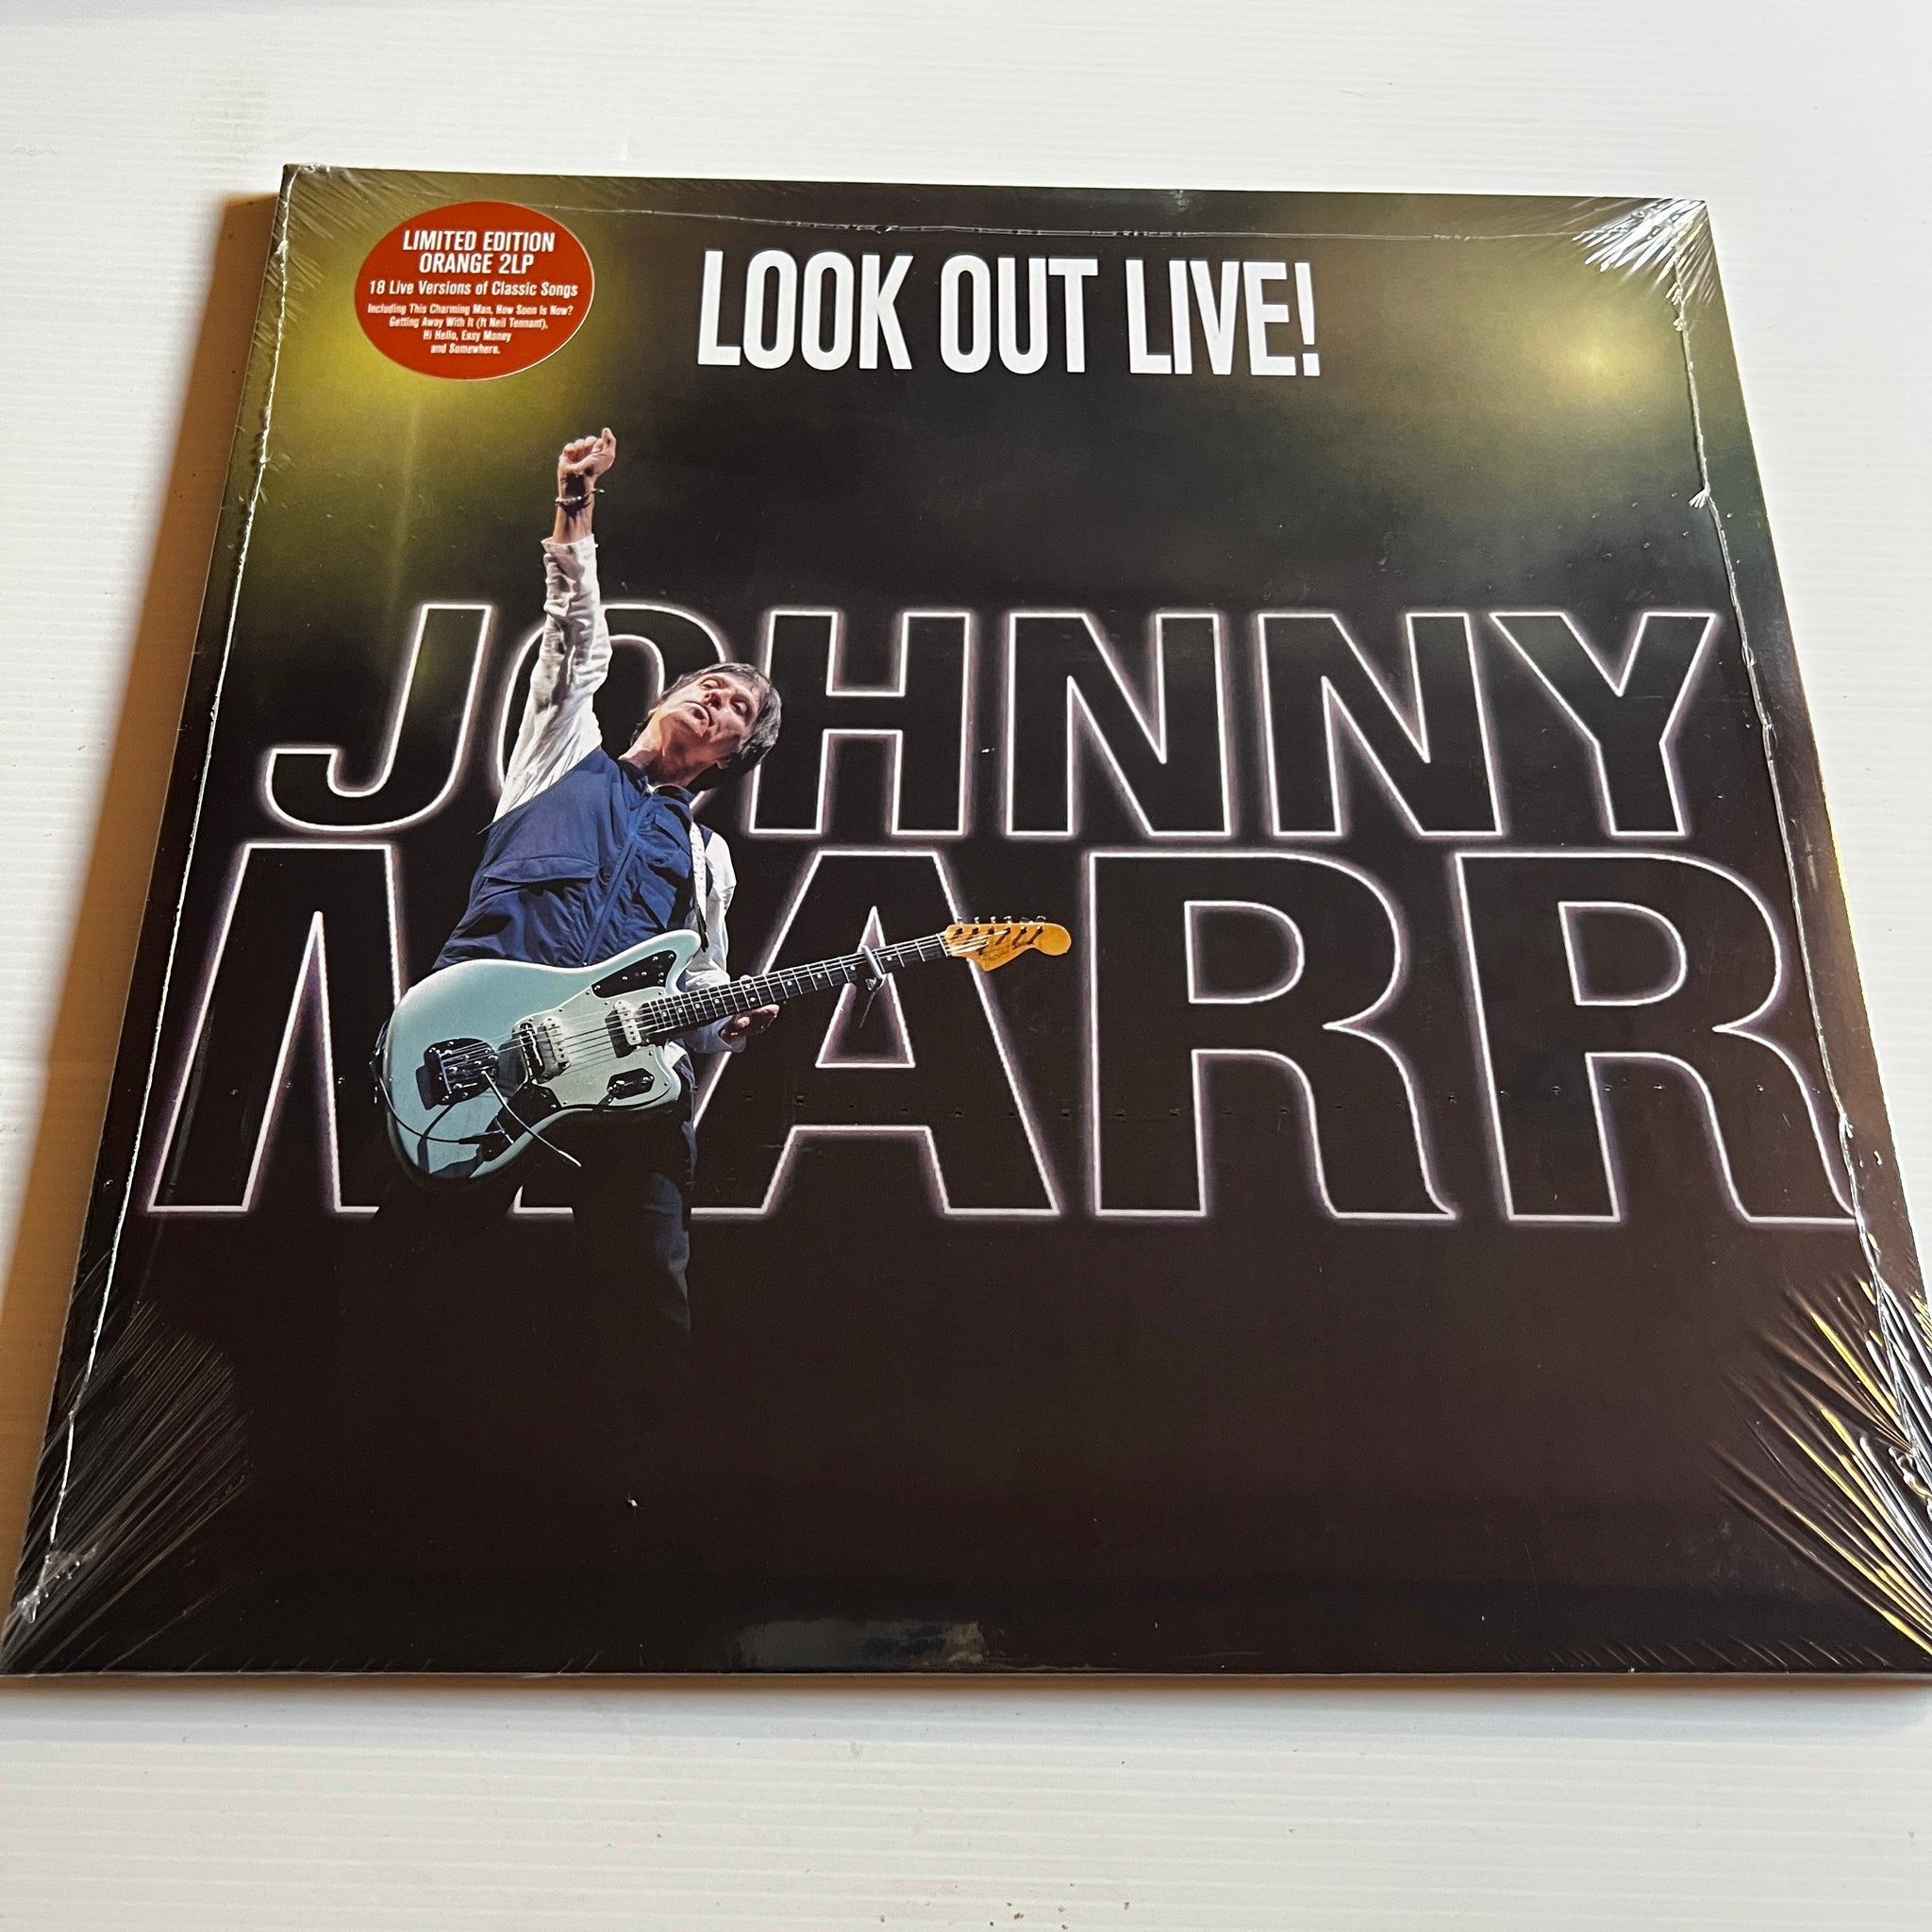 LIMITED EDITION
ORANGE 2LP
18 Live Versions of Classic Songs
Including This Charming Man, How Soon Is Now?
Getting Away With It (ft Neil Tennant),
Hi Hello, Easy Money
and Somewhere.
LOOK OUT LIVE!
JOHNNY
MARR